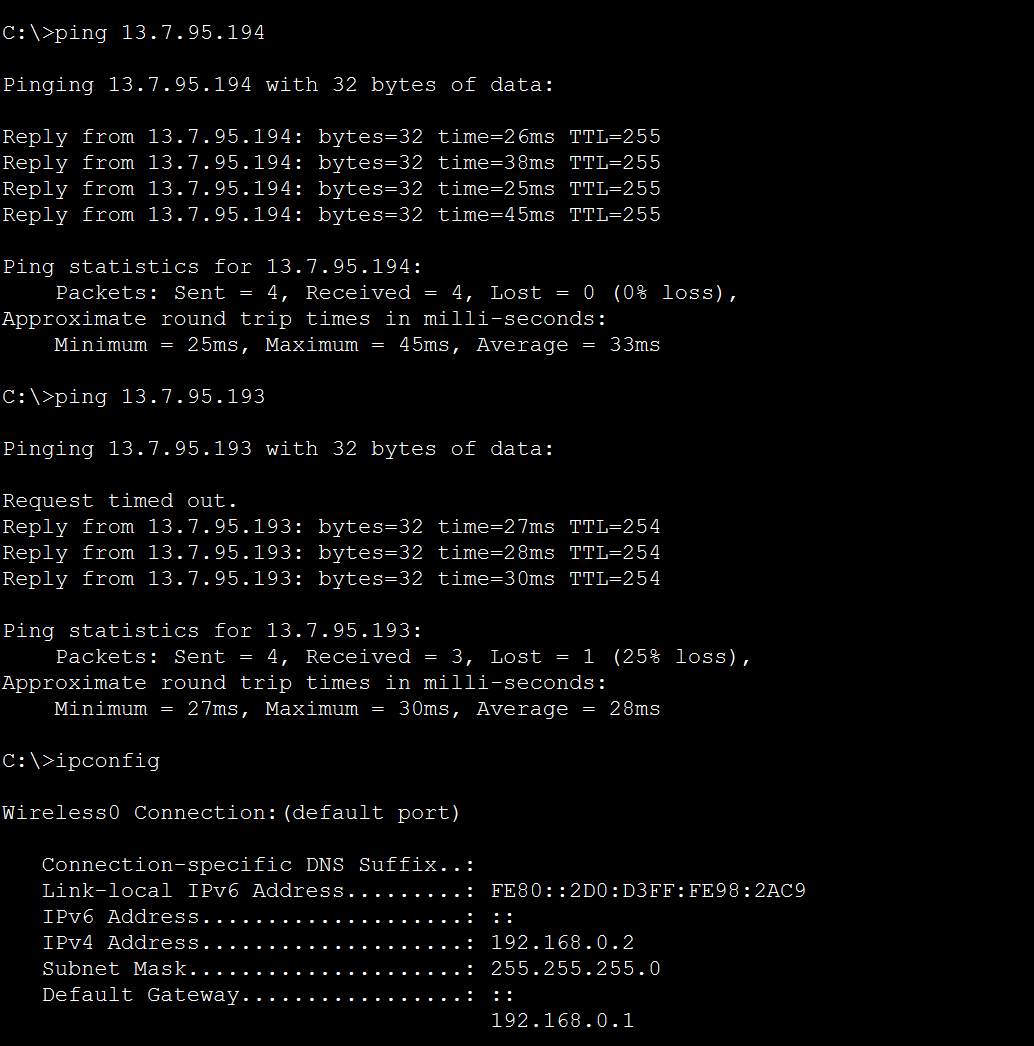 C:\>ping 13.7.95.194
Pinging 13.7.95.194 with 32 bytes of data:
Reply from 13.7.95.194: bytes=32 time=26ms TTL=255
Reply from 13.7.95.194: bytes=32 time=38ms TTL=255
Reply from 13.7.95.194: bytes=32 time=25ms TTL=255
Reply from 13.7.95.194: bytes=32 time=45ms TTL=255
Ping statistics for 13.7.95.194:
    Packets: Sent = 4, Received = 4, Lost = 0 (0% loss),
Approximate round trip times in milli-seconds:
    Minimum = 25ms, Maximum = 45ms, Average = 33ms
C:\>ping 13.7.95.193
Pinging 13.7.95.193 with 32 bytes of data:
Request timed out.
Reply from 13.7.95.193: bytes=32 time=27ms TTL=254
Reply from 13.7.95.193: bytes=32 time=28ms TTL=254
Reply from 13.7.95.193: bytes=32 time=30ms TTL=254
Ping statistics for 13.7.95.193:
    Packets: Sent = 4, Received = 3, Lost = 1 (25% loss),
Approximate round trip times in milli-seconds:
    Minimum = 27ms, Maximum = 30ms, Average = 28ms
C:\>ipconfig
Wireless0 Connection:(default port)
   Connection-specific DNS Suffix..:
   Link-local IPv6 Address.........: FE80::2D0:D3FF:FE98:2AC9
   IPv6 Address....................: ::
   IPv4 Address....................: 192.168.0.2
   Subnet Mask.....................: 255.255.255.0
   Default Gateway.................: ::
                                     192.168.0.1